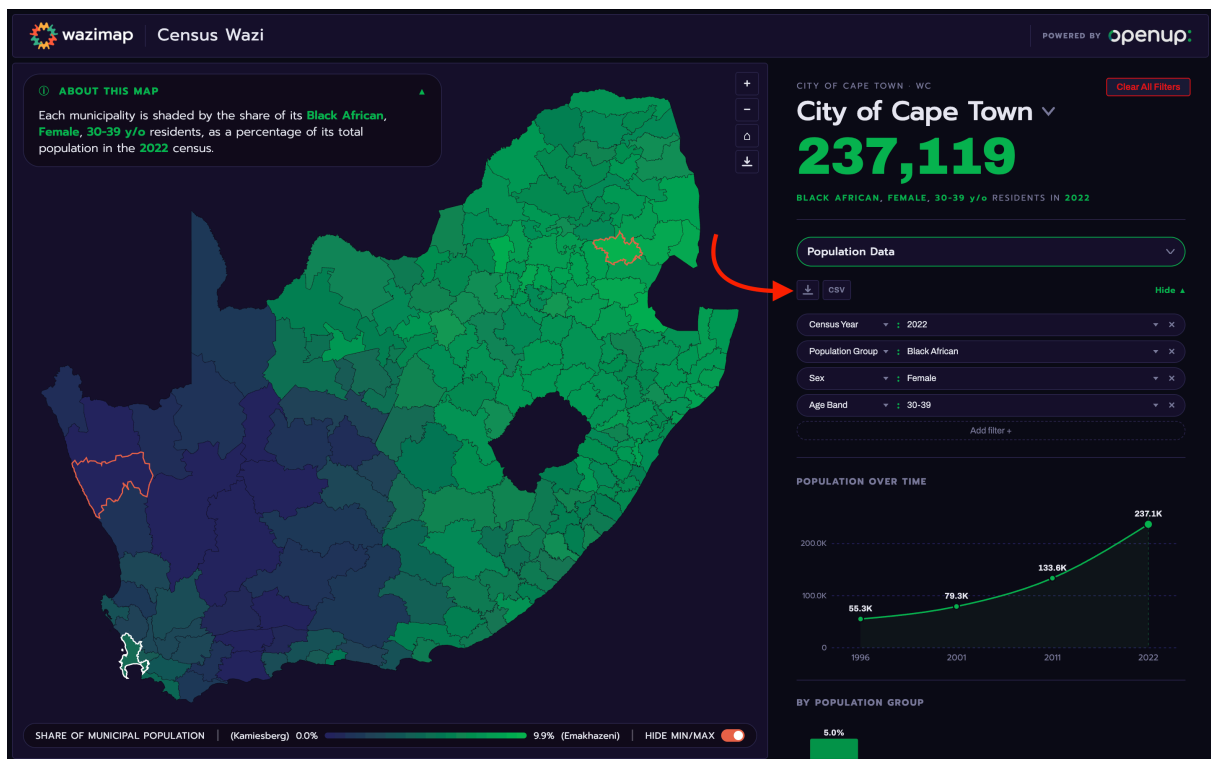 wazimap Census Wazi
POWERED BY openup:
ⓘ ABOUT THIS MAP ▲
Each municipality is shaded by the share of its Black African,
Female, 30-39 y/o residents, as a percentage of its total
population in the 2022 census.
+
−
SHARE OF MUNICIPAL POPULATION (Kamiesberg) 0.0% 9.9% (Emakhazeni) HIDE MIN/MAX
CITY OF CAPE TOWN · WC
Clear All Filters
City of Cape Town
237,119
BLACK AFRICAN, FEMALE, 30-39 y/o RESIDENTS IN 2022
Population Data
CSV
Hide ▲
Census Year : 2022
Population Group : Black African
Sex : Female
Age Band : 30-39
Add filter +
POPULATION OVER TIME
237.1K
200.0K
133.6K
100.0K
79.3K
55.3K
0
1996 2001 2011 2022
BY POPULATION GROUP
5.0%